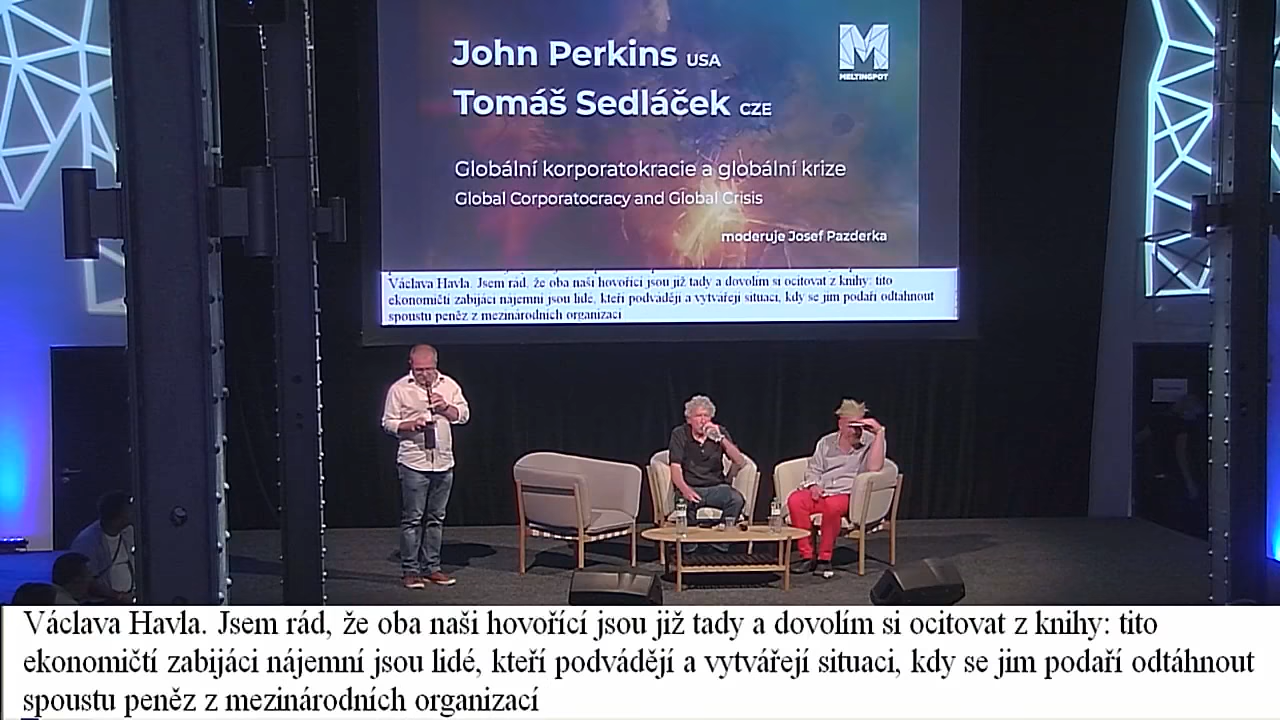 John Perkins USA
MELTINGPOT
Tomáš Sedláček CZE
Globální korporatokracie a globální krize
Global Corporatocracy and Global Crisis
moderuje Josef Pazderka
Václava Havla. Jsem rád, že oba naši hovořící jsou již tady a dovolím si ocitovat z knihy: tito
ekonomičtí zabijáci nájemní jsou lidé, kteří podvádějí a vytvářejí situaci, kdy se jim podaří odtáhnout
spoustu peněz z mezinárodních organizací
Václava Havla. Jsem rád, že oba naši hovořící jsou již tady a dovolím si ocitovat z knihy: tito
ekonomičtí zabijáci nájemní jsou lidé, kteří podvádějí a vytvářejí situaci, kdy se jim podaří odtáhnout
spoustu peněz z mezinárodních organizací